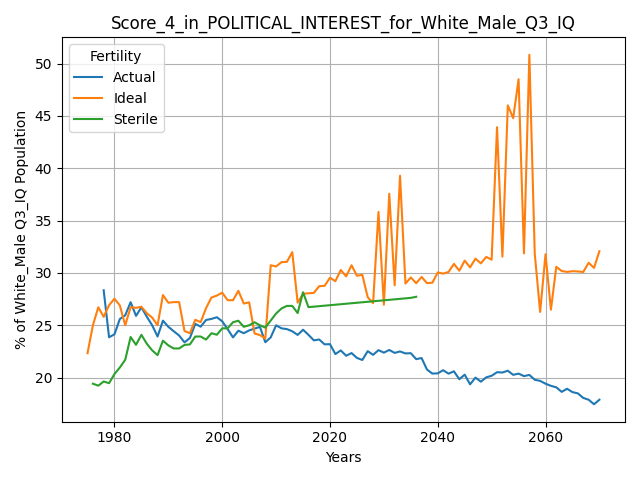 Score_4_in_POLITICAL_INTEREST_for_White_Male_Q3_IQ
Fertility
Actual
Ideal
Sterile
% of White_Male Q3_IQ Population
50
45
40
35
30
25
20
1980
2000
2020
2040
2060
Years